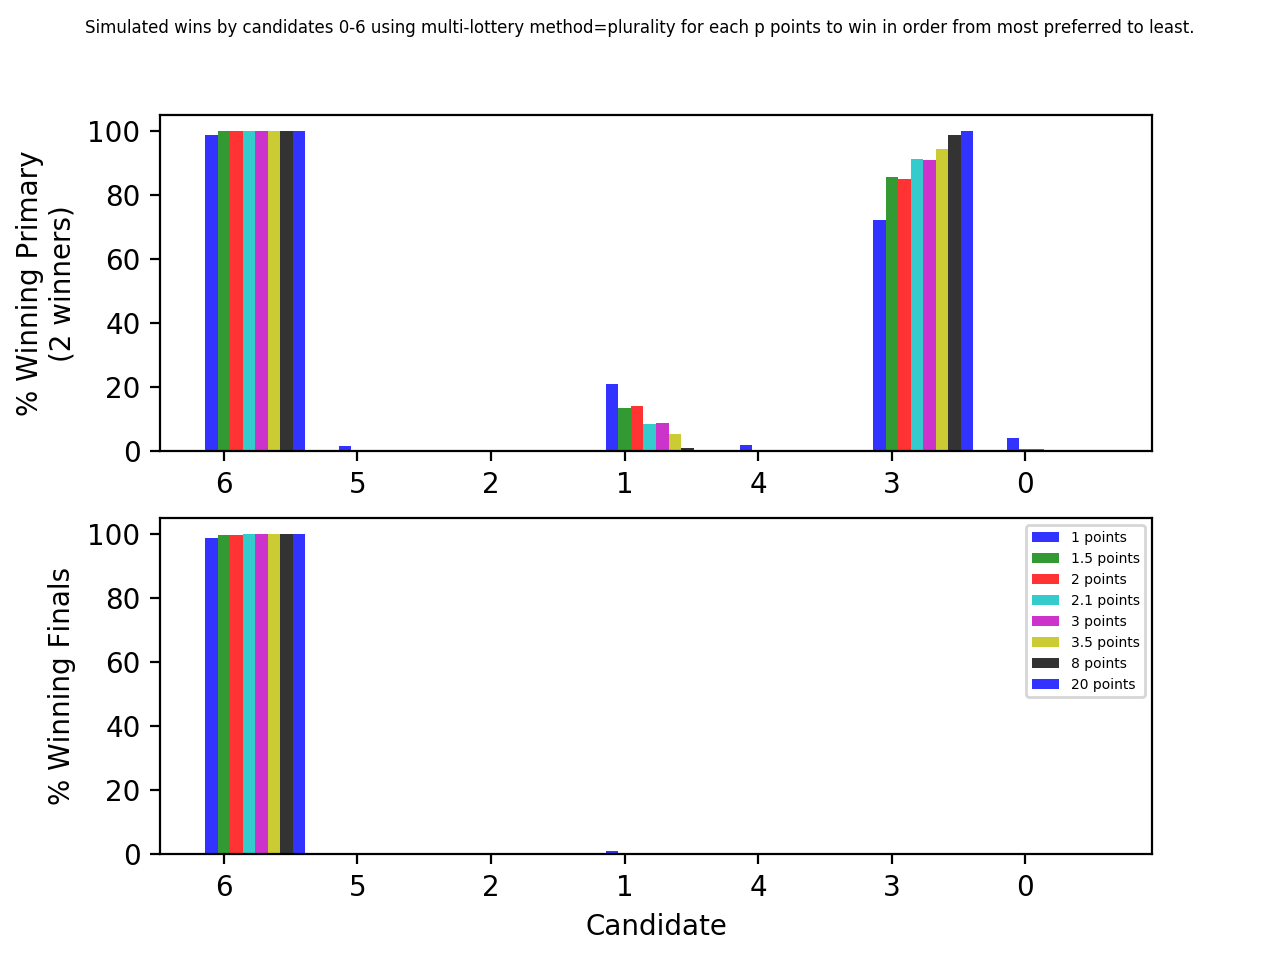 Simulated wins by candidates 0-6 using multi-lottery method=plurality for each p points to win in order from most preferred to least.
% Winning Primary
(2 winners)
100
80
60
40
20
0
6 5 2 1 4 3 0
% Winning Finals
100
80
60
40
20
0
1 points
1.5 points
2 points
2.1 points
3 points
3.5 points
8 points
20 points
6 5 2 1 4 3 0
Candidate